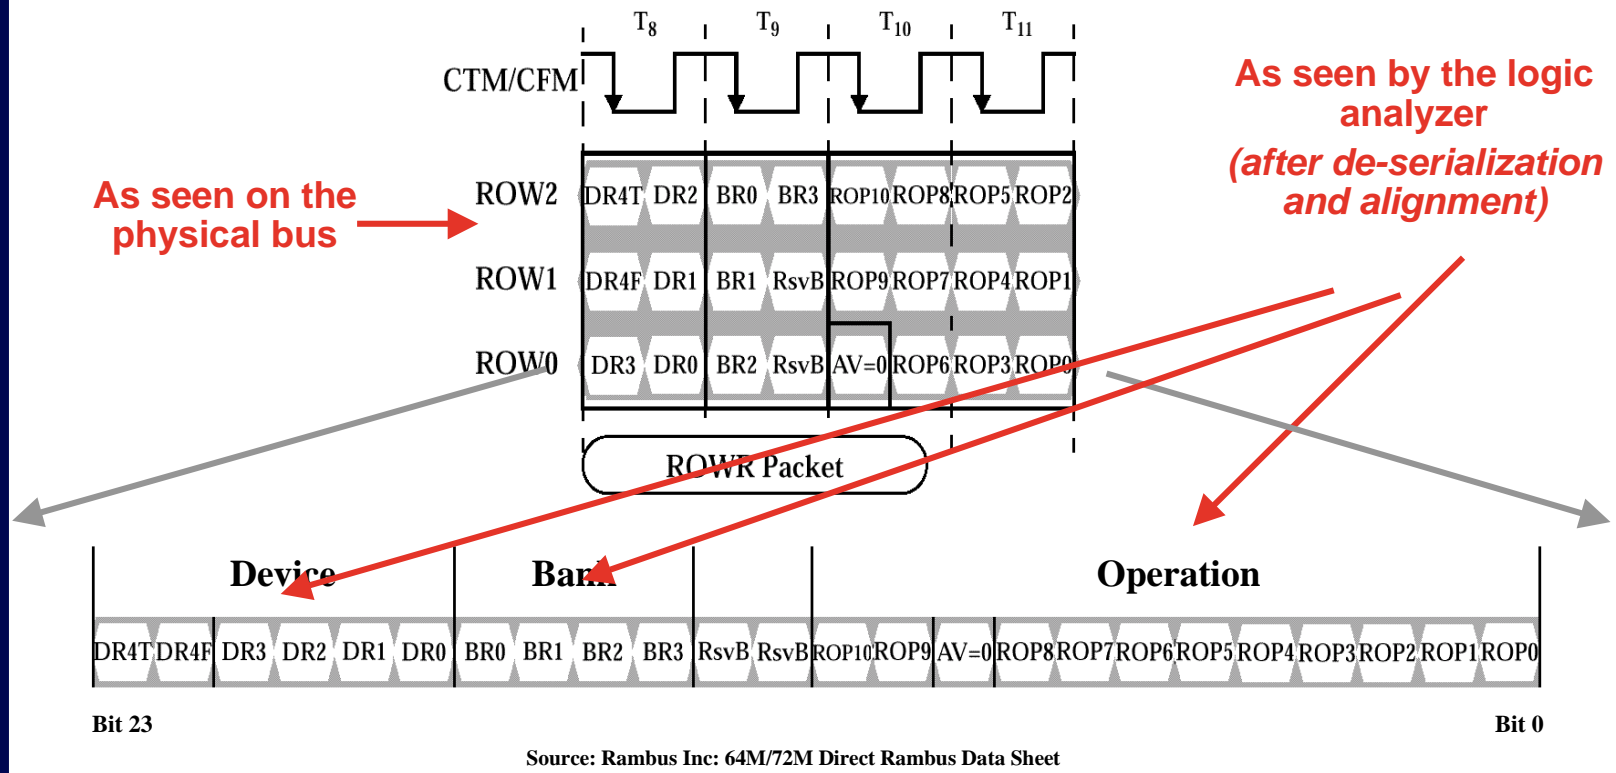 T8 T9 T10 T11
CTM/CFM
As seen by the logic
analyzer
(after de-serialization
and alignment)
As seen on the
physical bus
ROW2 DR4T DR2 BR0 BR3 ROP10 ROP8 ROP5 ROP2
ROW1 DR4F DR1 BR1 RsvB ROP9 ROP7 ROP4 ROP1
ROW0 DR3 DR0 BR2 RsvB AV=0 ROP6 ROP3 ROP0
ROWR Packet
Device Bank Operation
DR4T DR4F DR3 DR2 DR1 DR0 BR0 BR1 BR2 BR3 RsvB RsvB ROP10 ROP9 AV=0 ROP8 ROP7 ROP6 ROP5 ROP4 ROP3 ROP2 ROP1 ROP0
Bit 23 Bit 0
Source: Rambus Inc: 64M/72M Direct Rambus Data Sheet